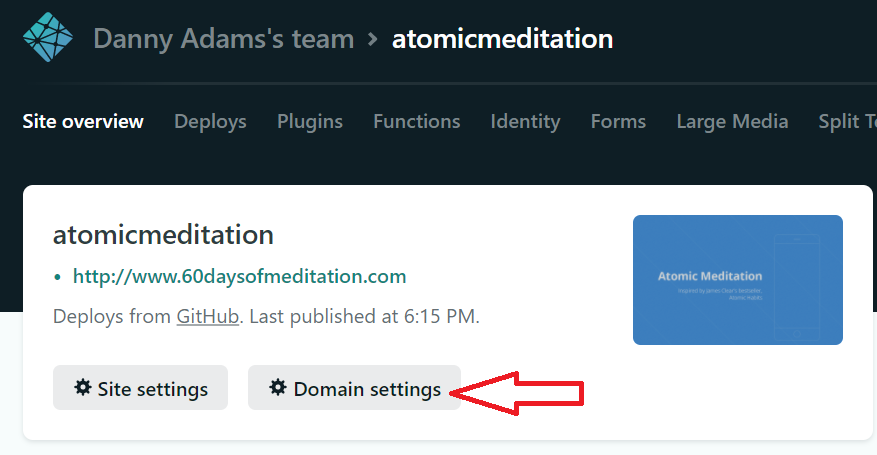 Danny Adams's team > atomicmeditation
Site overview Deploys Plugins Functions Identity Forms Large Media Split T
atomicmeditation
• http://www.60daysofmeditation.com
Deploys from GitHub. Last published at 6:15 PM.
Site settings Domain settings
Atomic Meditation
Inspired by James Clear's bestseller,
Atomic Habits